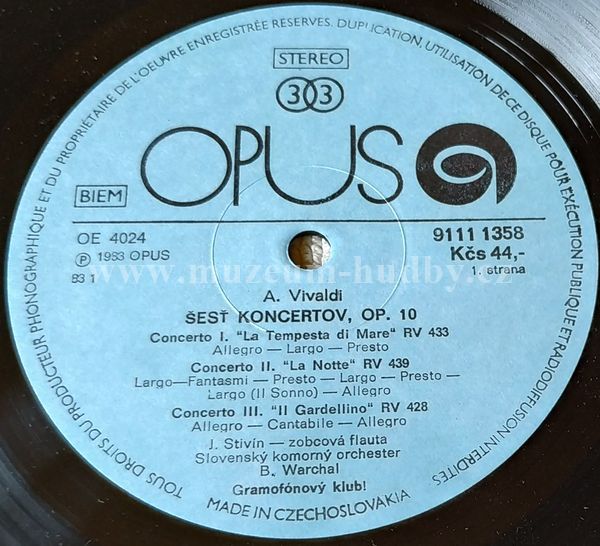 TOUS DROITS DU PRODUCTEUR PHONOGRAPHIQUE ET DU PROPRIÉTAIRE DE L'OEUVRE ENREGISTRÉE RESERVES. DUPLICATION, UTILISATION DE CE DISQUE POUR EXÉCUTION PUBLIQUE ET RADIODIFFUSION INTERDITES
STEREO
33
OPUS
BIEM
OE 4024
Ⓟ 1983 OPUS
83 1
9111 1358
Kčs 44,-
1. strana
www.muzeum-hudby.cz
A. Vivaldi
ŠESŤ KONCERTOV, OP. 10
Concerto I. "La Tempesta di Mare" RV 433
Allegro — Largo — Presto
Concerto II. "La Notte" RV 439
Largo—Fantasmi — Presto — Largo — Presto —
Largo (Il Sonno) — Allegro
Concerto III. "Il Gardellino" RV 428
Allegro — Cantabile — Allegro
J. Stivín — zobcová flauta
Slovenský komorný orchester
B. Warchal
Gramofónový klub!
MADE IN CZECHOSLOVAKIA